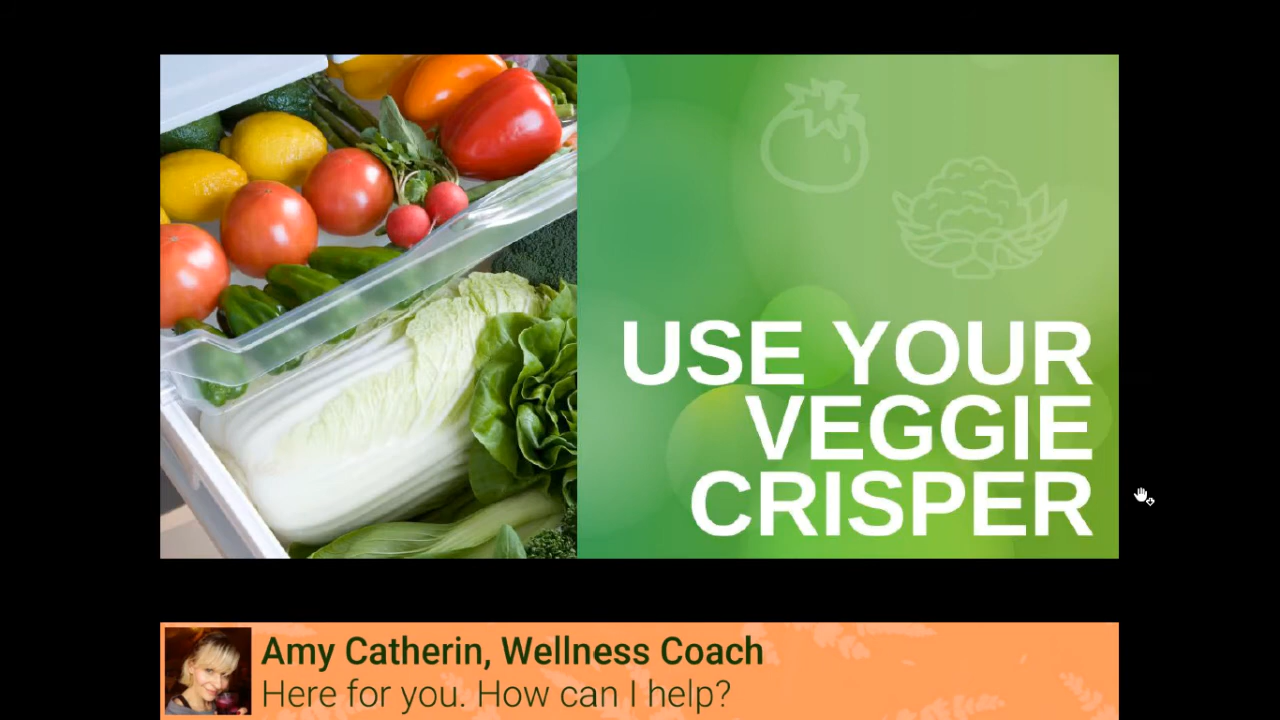 USE YOUR
VEGGIE
CRISPER
Amy Catherin, Wellness Coach
Here for you. How can I help?